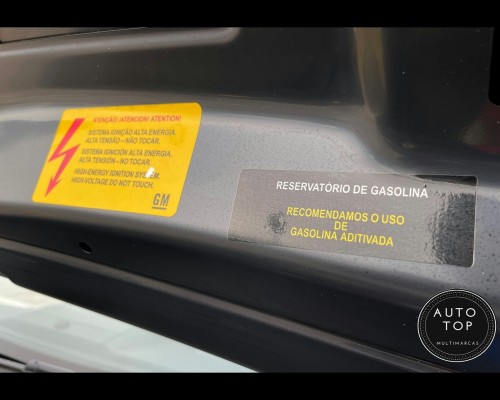 ATENÇÃO! ¡ATENCION! ATENTION!
SISTEMA IGNIÇÃO ALTA ENERGIA.
ALTA TENSÃO - NÃO TOCAR.
SISTEMA IGNICIÓN ALTA ENERGIA.
ALTA TENSIÓN - NO TOCAR.
HIGH-ENERGY IGNITION SYSTEM.
HIGH-VOLTAGE DO NOT TOUCH.
GM
RESERVATÓRIO DE GASOLINA
RECOMENDAMOS O USO
DE
GASOLINA ADITIVADA
AUTO
TOP
MULTIMARCAS